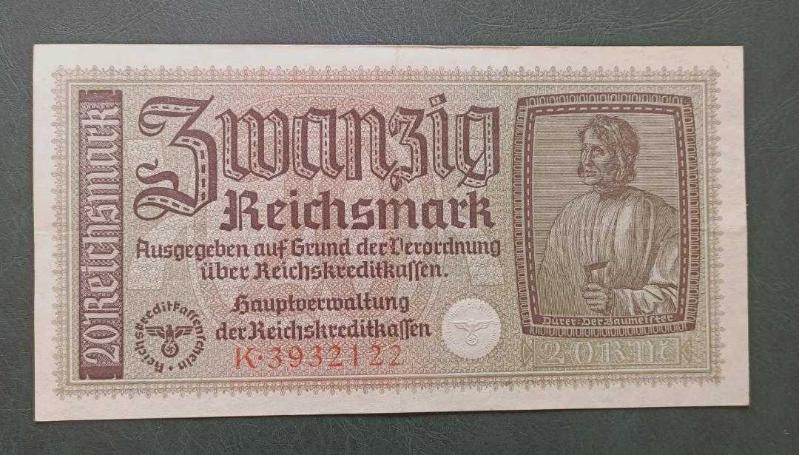 20 Reichsmark
Zwanzig
Reichsmark
Ausgegeben auf Grund der Verordnung
über Reichskreditkassen.
Hauptverwaltung
der Reichskreditkassen
K·3932122
Reichskreditkassenschein
Dürer·Der Baumeister
20 RM